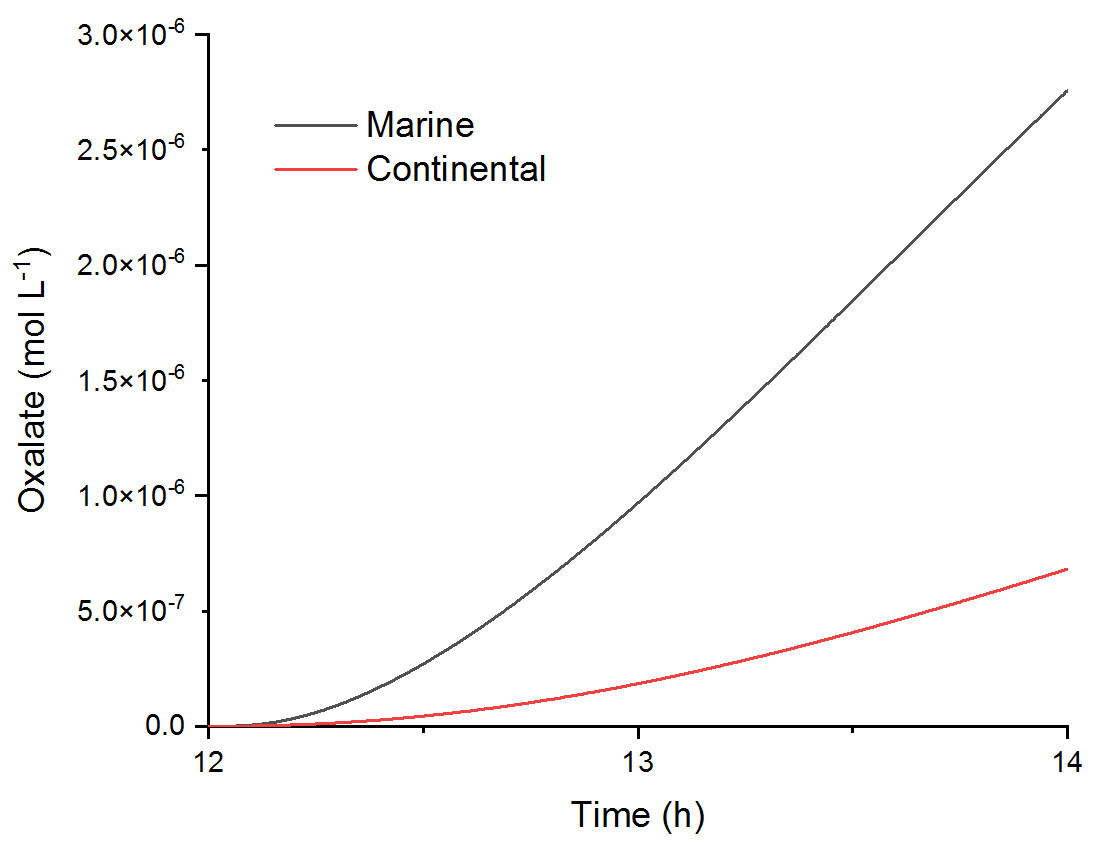 3.0×10⁻⁶
2.5×10⁻⁶
2.0×10⁻⁶
1.5×10⁻⁶
1.0×10⁻⁶
5.0×10⁻⁷
0.0
Oxalate (mol L⁻¹)
Marine
Continental
12 13 14
Time (h)